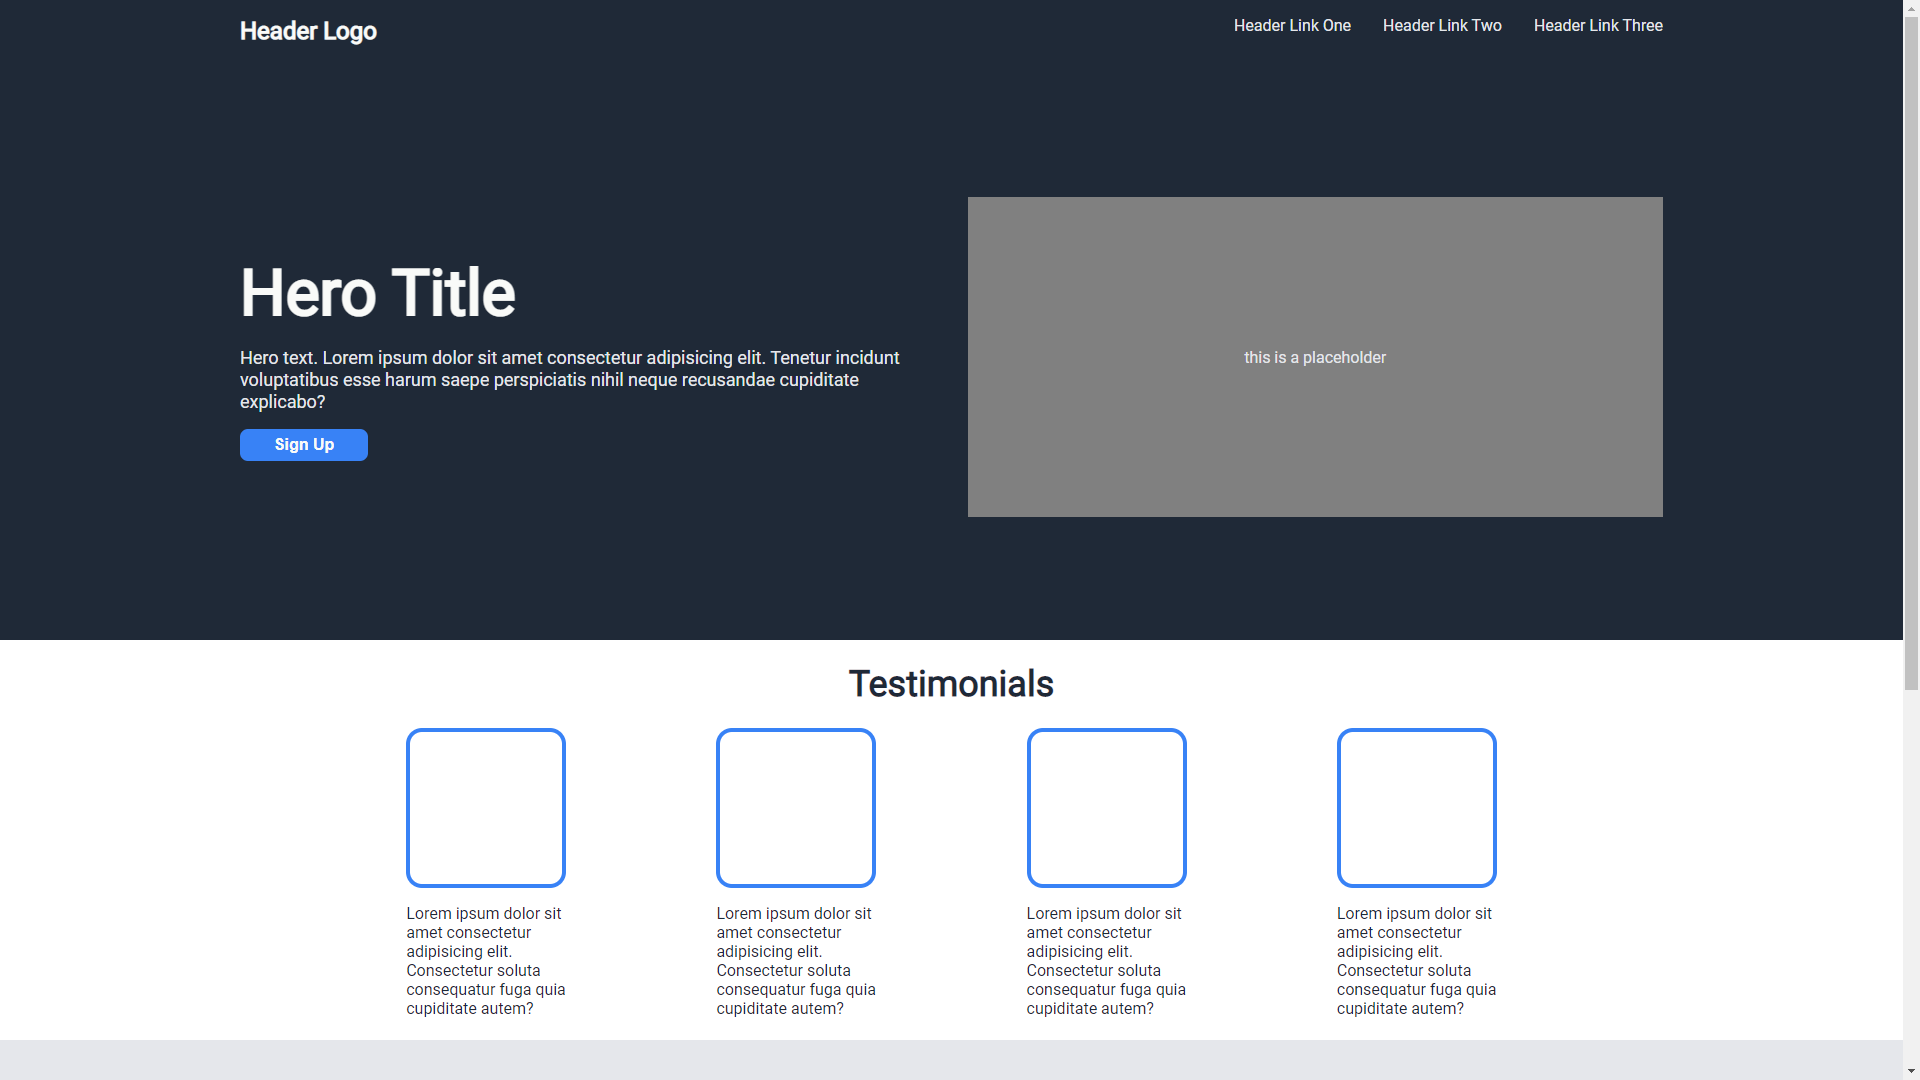 Header Logo
Header Link One
Header Link Two
Header Link Three
Hero Title
Hero text. Lorem ipsum dolor sit amet consectetur adipisicing elit. Tenetur incidunt
voluptatibus esse harum saepe perspiciatis nihil neque recusandae cupiditate
explicabo?
Sign Up
this is a placeholder
Testimonials
Lorem ipsum dolor sit
amet consectetur
adipisicing elit.
Consectetur soluta
consequatur fuga quia
cupiditate autem?
Lorem ipsum dolor sit
amet consectetur
adipisicing elit.
Consectetur soluta
consequatur fuga quia
cupiditate autem?
Lorem ipsum dolor sit
amet consectetur
adipisicing elit.
Consectetur soluta
consequatur fuga quia
cupiditate autem?
Lorem ipsum dolor sit
amet consectetur
adipisicing elit.
Consectetur soluta
consequatur fuga quia
cupiditate autem?